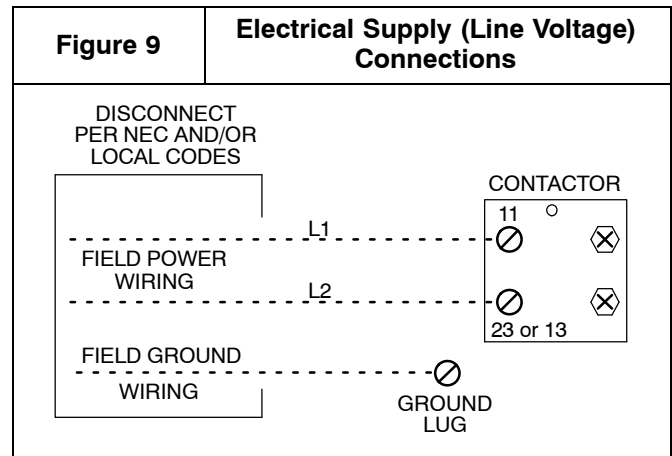 Figure 9
Electrical Supply (Line Voltage)
Connections
DISCONNECT
PER NEC AND/OR
LOCAL CODES
CONTACTOR
11
L1
FIELD POWER
WIRING
L2
23 or 13
FIELD GROUND
WIRING
GROUND
LUG